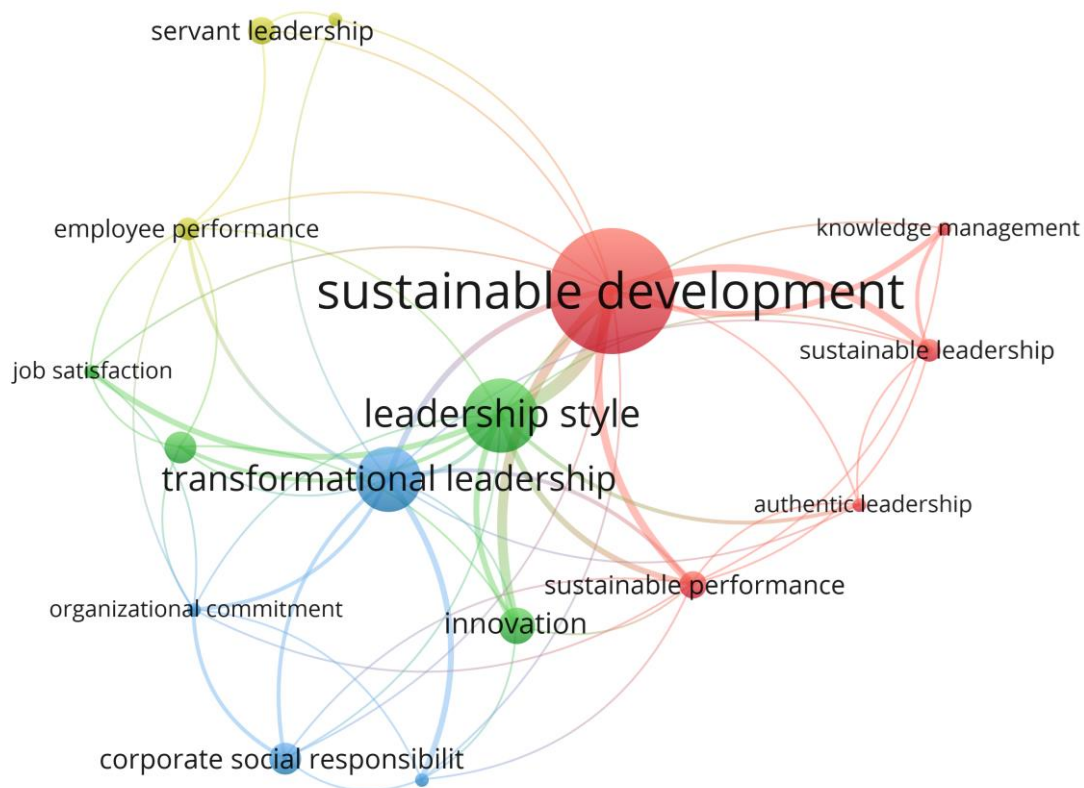 servant leadership
employee performance
knowledge management
sustainable development
sustainable leadership
job satisfaction
leadership style
transformational leadership
authentic leadership
sustainable performance
organizational commitment
innovation
corporate social responsibilit